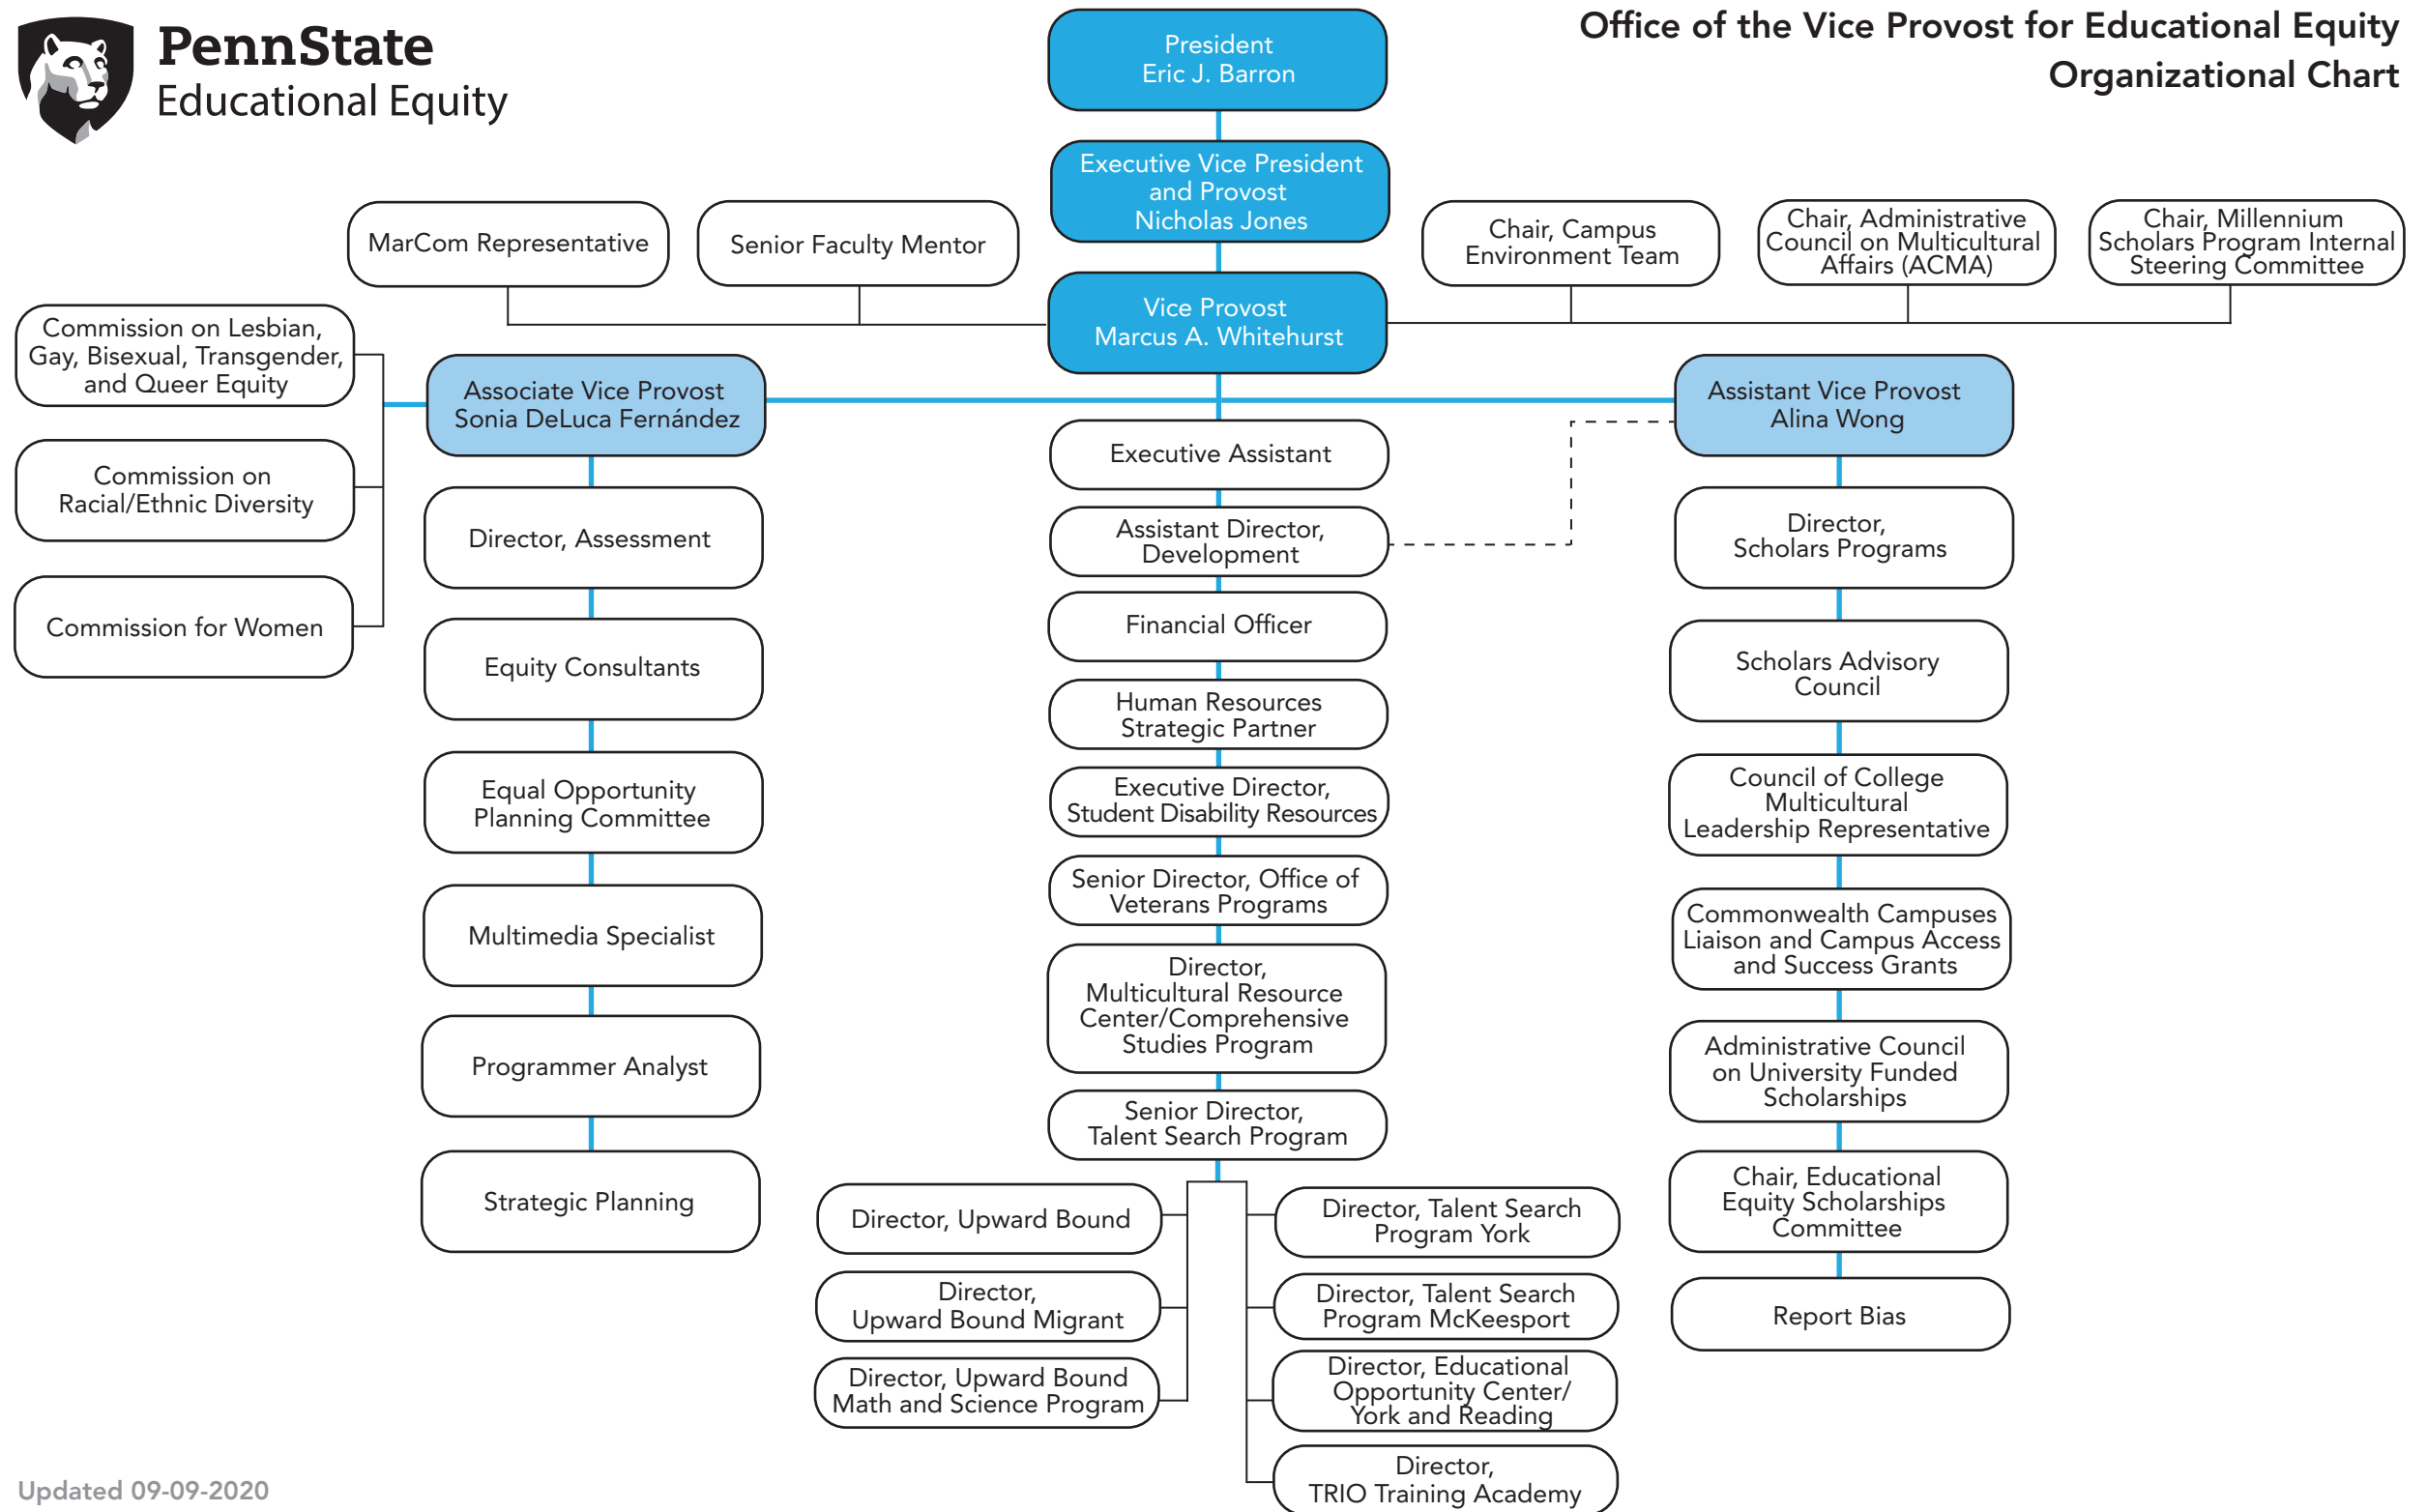 PennState
Educational Equity
Office of the Vice Provost for Educational Equity
Organizational Chart
President
Eric J. Barron
Executive Vice President
and Provost
Nicholas Jones
MarCom Representative
Senior Faculty Mentor
Chair, Campus
Environment Team
Chair, Administrative
Council on Multicultural
Affairs (ACMA)
Chair, Millennium
Scholars Program Internal
Steering Committee
Vice Provost
Marcus A. Whitehurst
Commission on Lesbian,
Gay, Bisexual, Transgender,
and Queer Equity
Commission on
Racial/Ethnic Diversity
Commission for Women
Associate Vice Provost
Sonia DeLuca Fernández
Director, Assessment
Equity Consultants
Equal Opportunity
Planning Committee
Multimedia Specialist
Programmer Analyst
Strategic Planning
Executive Assistant
Assistant Director,
Development
Financial Officer
Human Resources
Strategic Partner
Executive Director,
Student Disability Resources
Senior Director, Office of
Veterans Programs
Director,
Multicultural Resource
Center/Comprehensive
Studies Program
Senior Director,
Talent Search Program
Director, Upward Bound
Director,
Upward Bound Migrant
Director, Upward Bound
Math and Science Program
Director, Talent Search
Program York
Director, Talent Search
Program McKeesport
Director, Educational
Opportunity Center/
York and Reading
Director,
TRIO Training Academy
Assistant Vice Provost
Alina Wong
Director,
Scholars Programs
Scholars Advisory
Council
Council of College
Multicultural
Leadership Representative
Commonwealth Campuses
Liaison and Campus Access
and Success Grants
Administrative Council
on University Funded
Scholarships
Chair, Educational
Equity Scholarships
Committee
Report Bias
Updated 09-09-2020